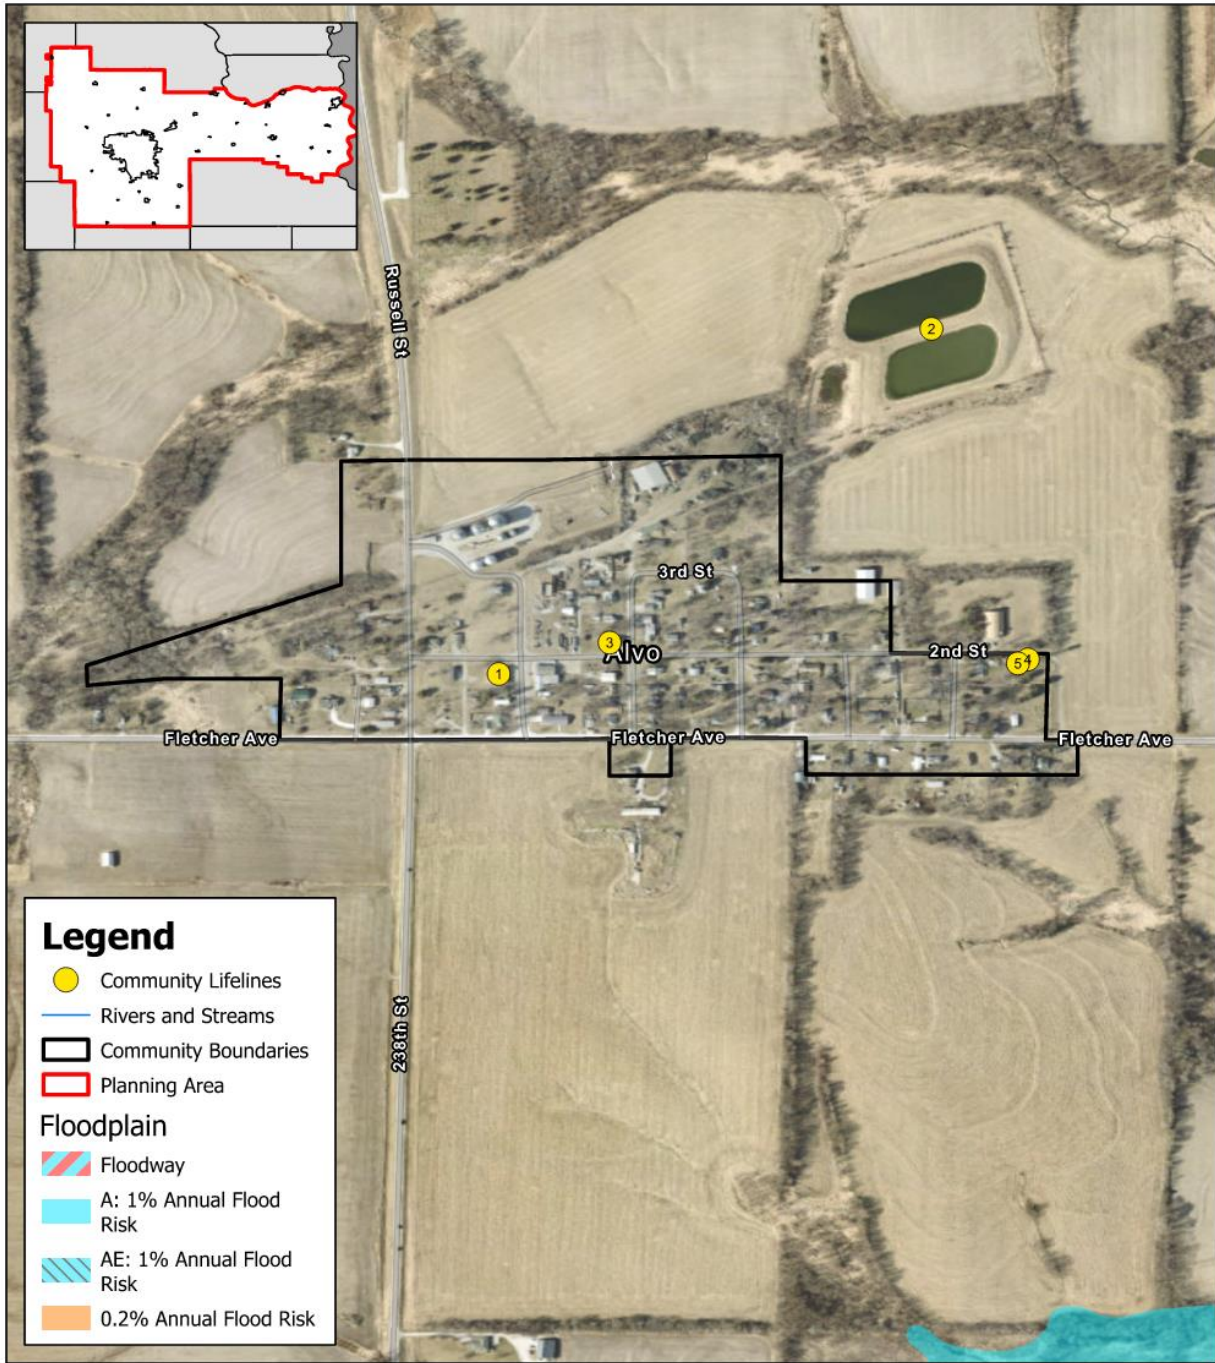 Russell St
2
3rd St
3
Alvo
2nd St
4
5
1
Fletcher Ave
Fletcher Ave
Fletcher Ave
238th St
Legend
Community Lifelines
Rivers and Streams
Community Boundaries
Planning Area
Floodplain
Floodway
A: 1% Annual Flood
Risk
AE: 1% Annual Flood
Risk
0.2% Annual Flood Risk